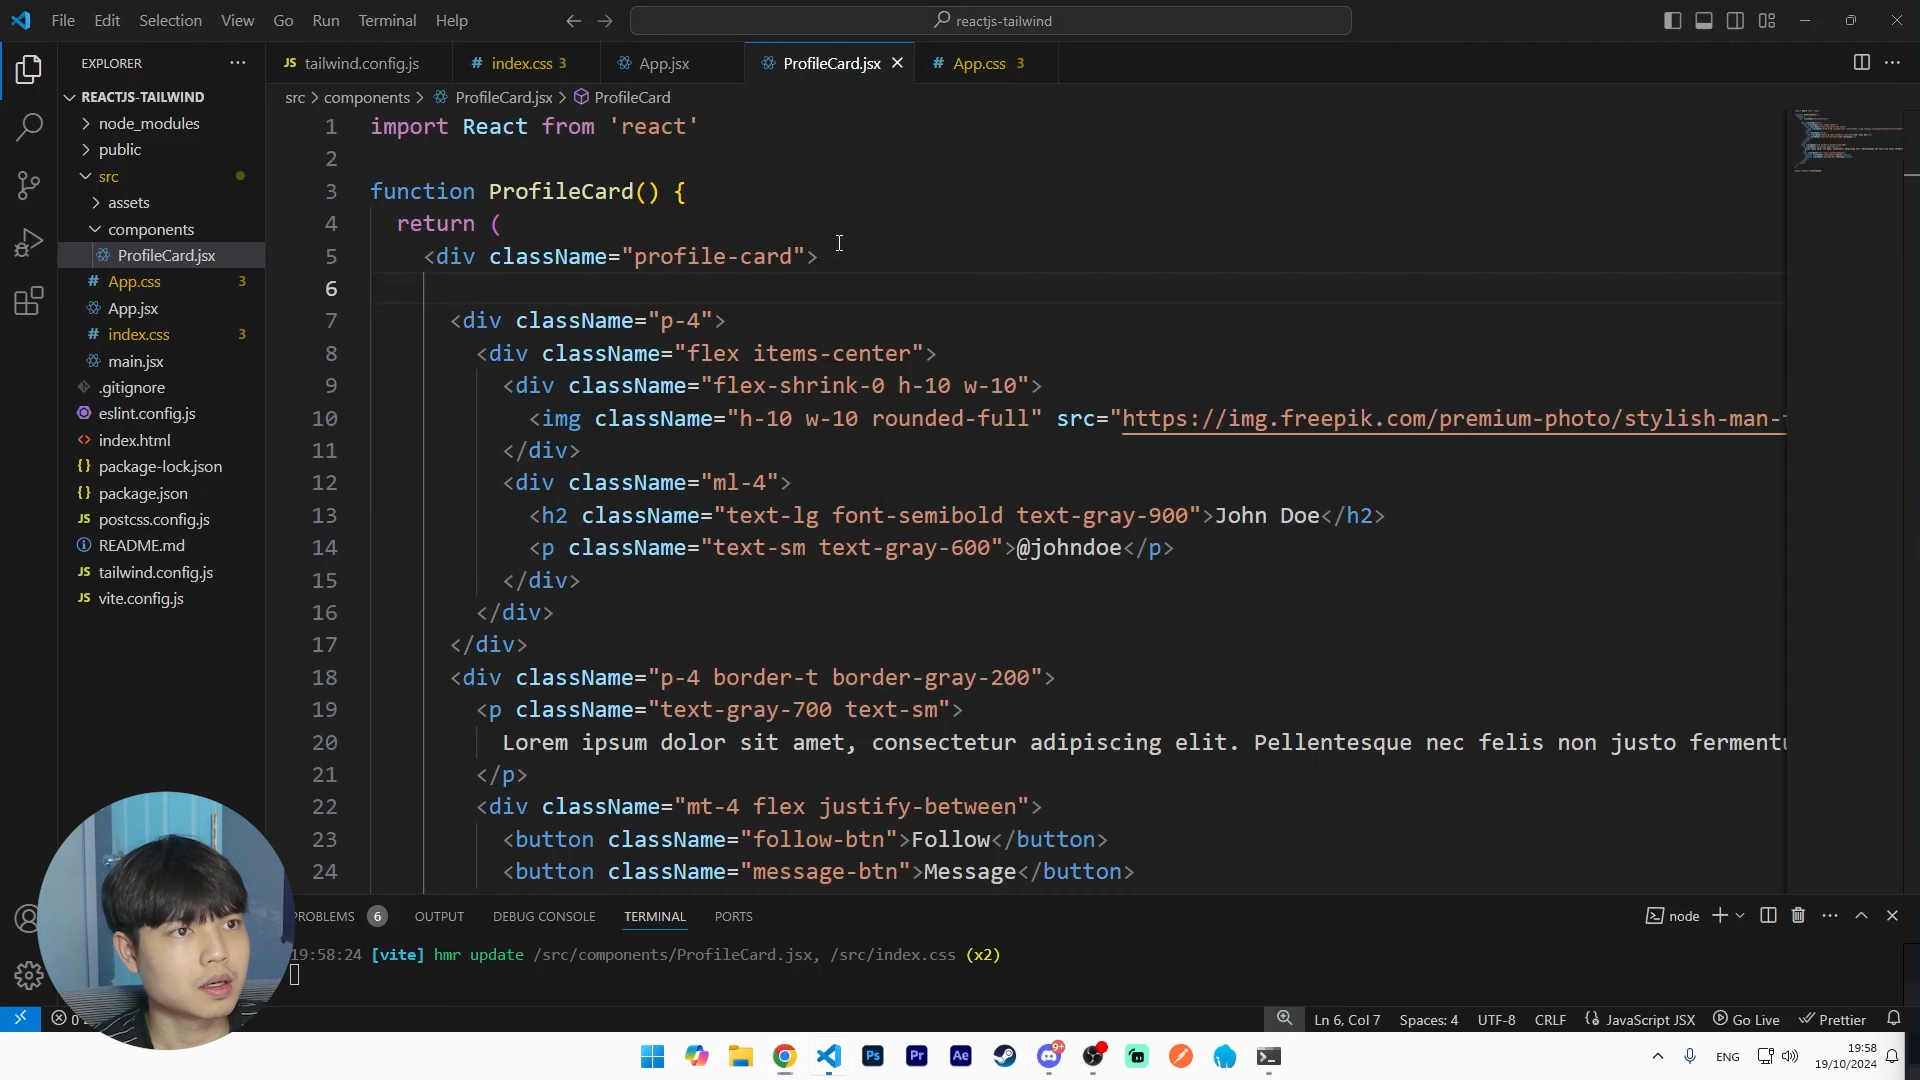 File Edit Selection View Go Run Terminal Help
reactjs-tailwind
EXPLORER
REACTJS-TAILWIND
node_modules
public
src
assets
components
ProfileCard.jsx
# App.css 3
App.jsx
# index.css 3
main.jsx
.gitignore
eslint.config.js
<> index.html
{} package-lock.json
{} package.json
JS postcss.config.js
README.md
JS tailwind.config.js
JS vite.config.js
JS tailwind.config.js # index.css 3 App.jsx ProfileCard.jsx # App.css 3
src > components > ProfileCard.jsx > ProfileCard
1 import React from 'react'
2
3 function ProfileCard() {
4 return (
5 <div className="profile-card">
6
7 <div className="p-4">
8 <div className="flex items-center">
9 <div className="flex-shrink-0 h-10 w-10">
10 <img className="h-10 w-10 rounded-full" src="https://img.freepik.com/premium-photo/stylish-man-
11 </div>
12 <div className="ml-4">
13 <h2 className="text-lg font-semibold text-gray-900">John Doe</h2>
14 <p className="text-sm text-gray-600">@johndoe</p>
15 </div>
16 </div>
17 </div>
18 <div className="p-4 border-t border-gray-200">
19 <p className="text-gray-700 text-sm">
20 Lorem ipsum dolor sit amet, consectetur adipiscing elit. Pellentesque nec felis non justo
21 </p>
22 <div className="mt-4 flex justify-between">
23 <button className="follow-btn">Follow</button>
24 <button className="message-btn">Message</button>
PROBLEMS 6 OUTPUT DEBUG CONSOLE TERMINAL PORTS
node
19:58:24 [vite] hmr update /src/components/ProfileCard.jsx, /src/index.css (x2)
0
Ln 6, Col 7 Spaces: 4 UTF-8 CRLF {} JavaScript JSX Go Live Prettier
Ps Pr Ae 9+
ENG
19:58
19/10/2024